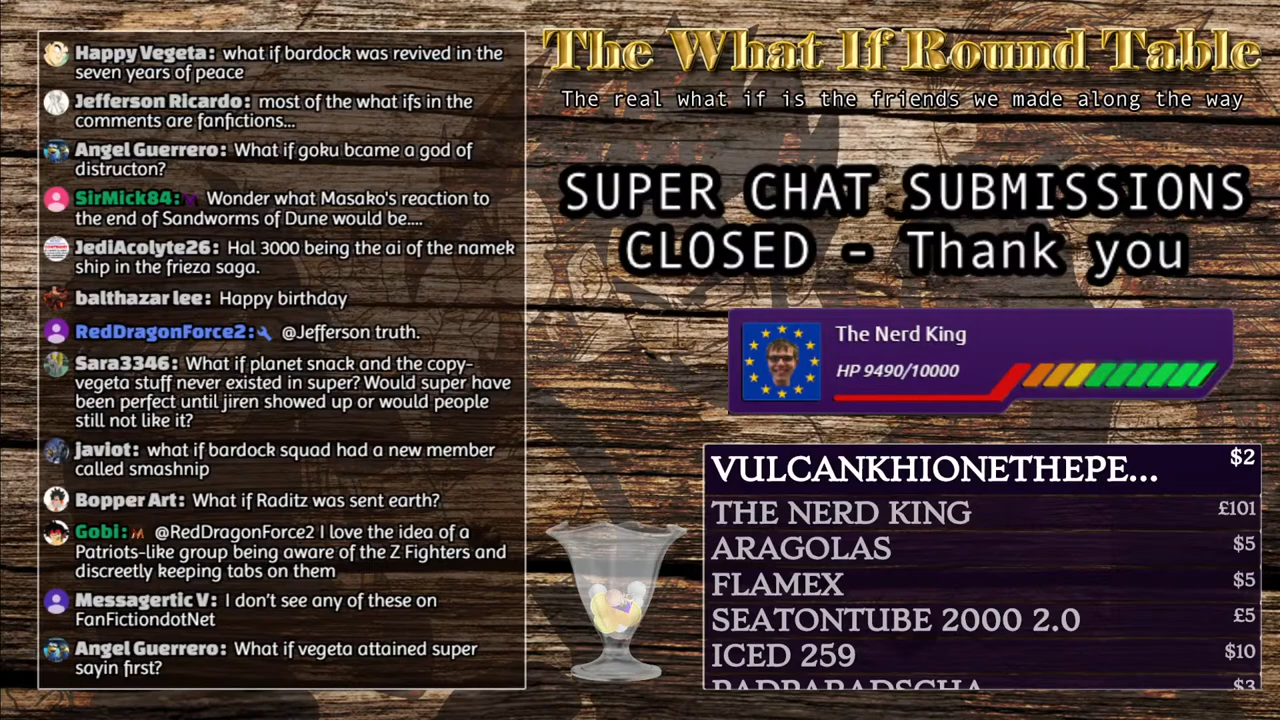 Happy Vegeta: what if bardock was revived in the
seven years of peace
Jefferson Ricardo: most of the what ifs in the
comments are fanfictions...
Angel Guerrero: What if goku bcame a god of
distructon?
SirMick84: Wonder what Masako's reaction to
the end of Sandworms of Dune would be....
JediAcolyte26: Hal 3000 being the ai of the namek
ship in the frieza saga.
balthazar lee: Happy birthday
RedDragonForce2: @Jefferson truth.
Sara3346: What if planet snack and the copy-
vegeta stuff never existed in super? Would super have
been perfect until jiren showed up or would people
still not like it?
javiot: what if bardock squad had a new member
called smashnip
Bopper Art: What if Raditz was sent earth?
Gobi: @RedDragonForce2 I love the idea of a
Patriots-like group being aware of the Z Fighters and
discreetly keeping tabs on them
Messagertic V: I don't see any of these on
FanFictiondotNet
Angel Guerrero: What if vegeta attained super
sayin first?
The What If Round Table
The real what if is the friends we made along the way
SUPER CHAT SUBMISSIONS
CLOSED - Thank you
The Nerd King
HP 9490/10000
VULCANKHIONETHEPE... $2
THE NERD KING £101
ARAGOLAS $5
FLAMEX $5
SEATONTUBE 2000 2.0 £5
ICED 259 $10
PADPARADSCHA $3